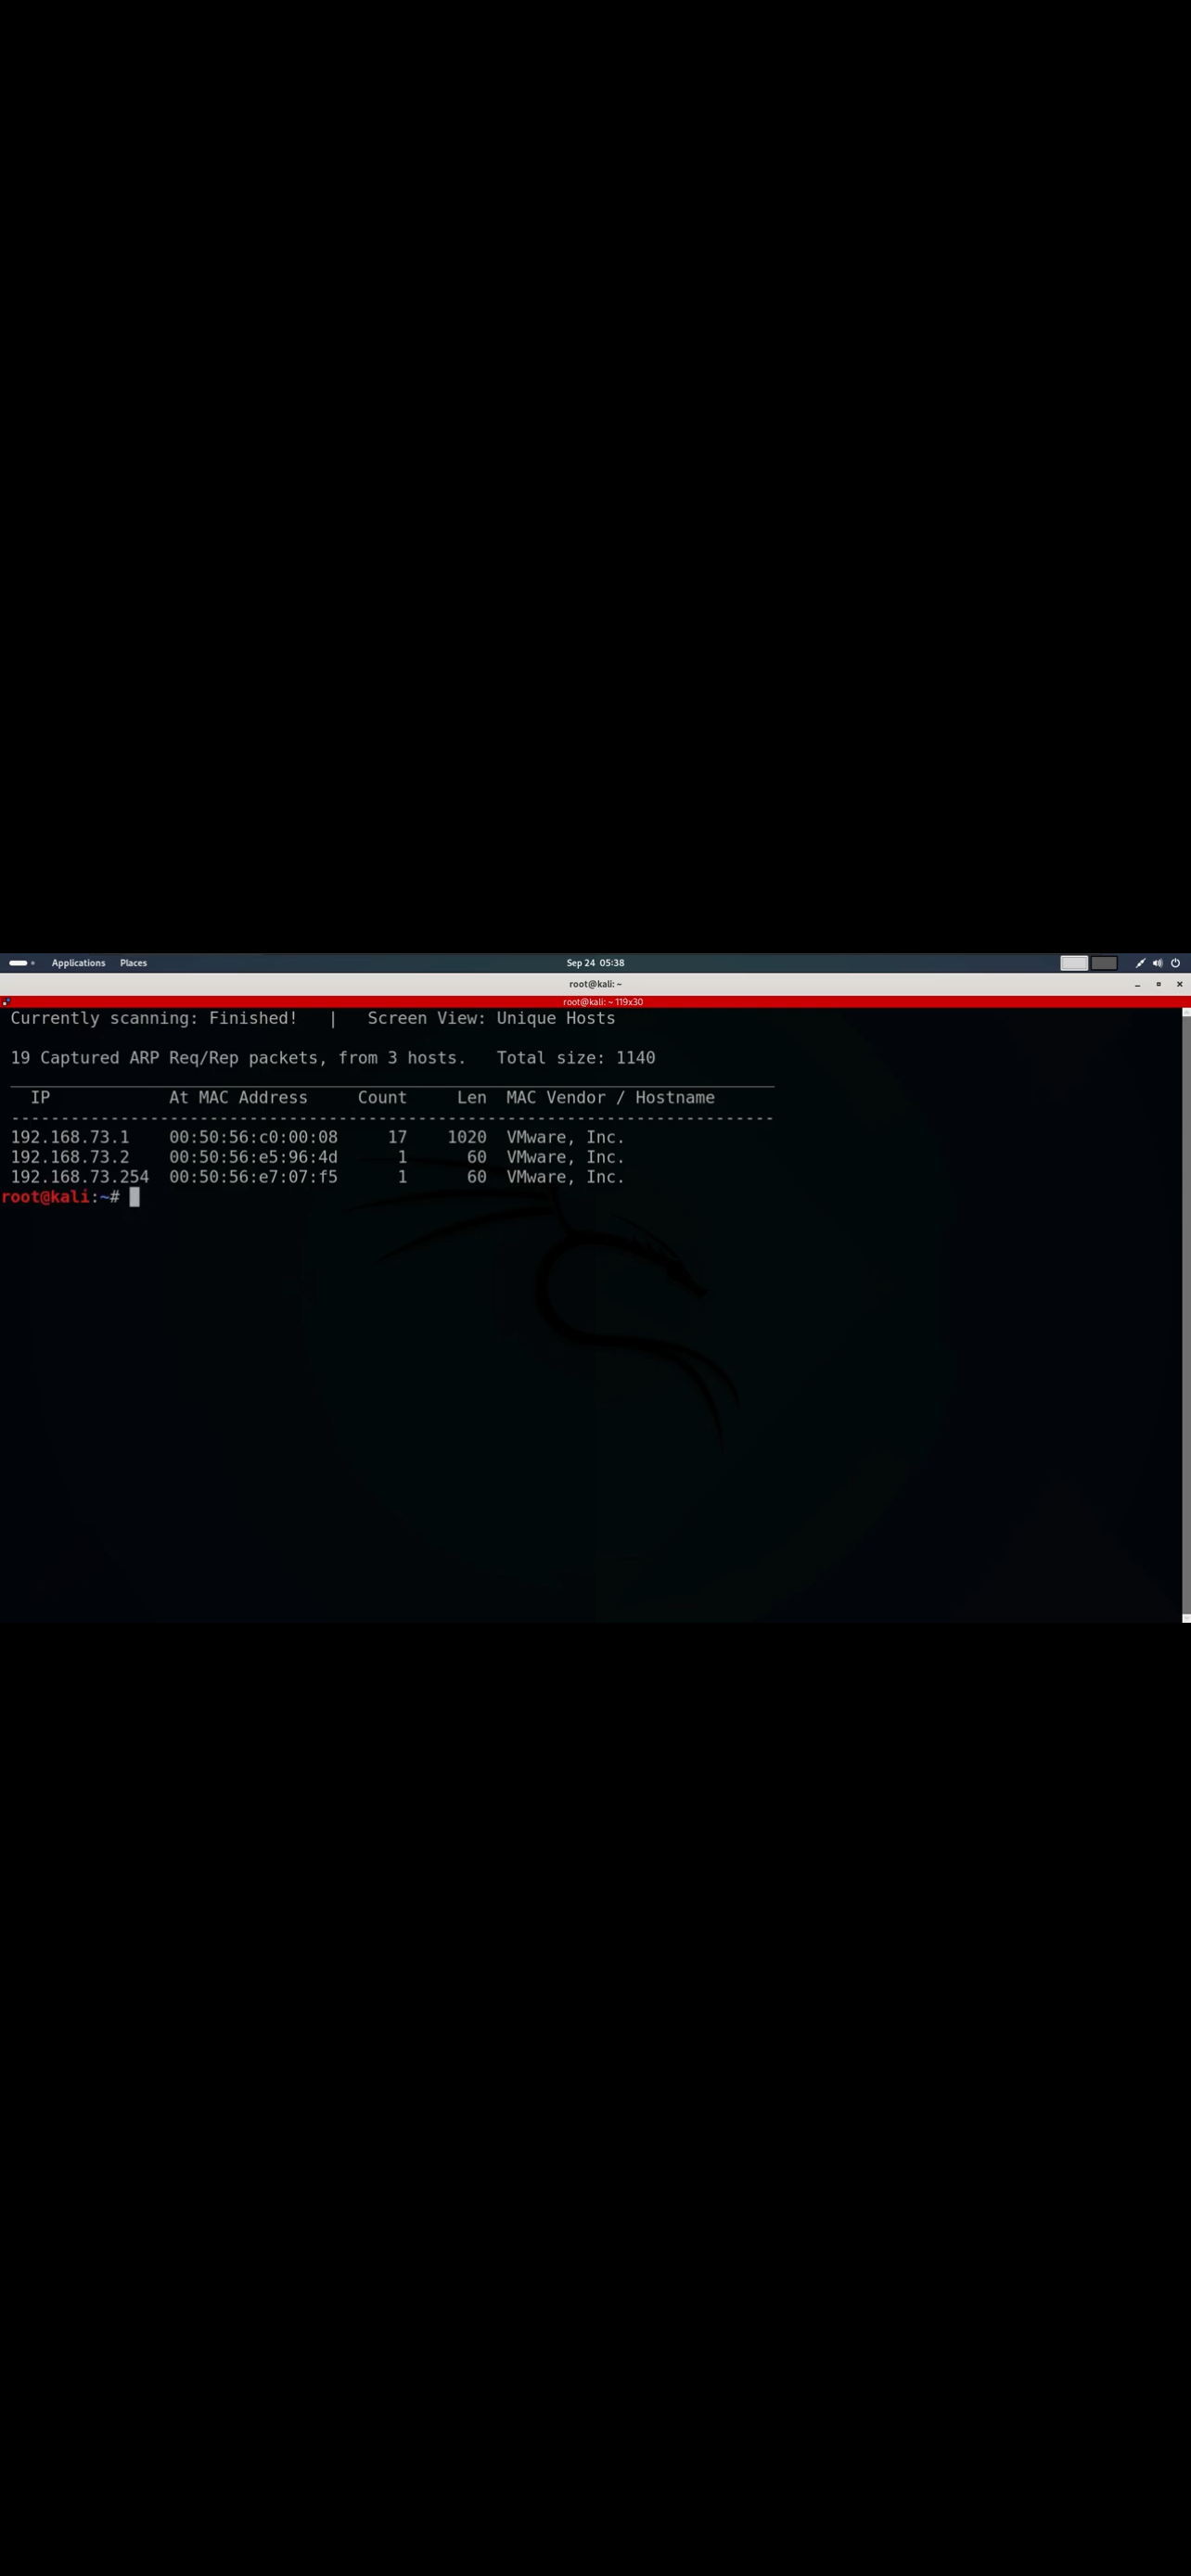 Applications Places Sep 24 05:38
root@kali: ~
root@kali: ~ 119x30
Currently scanning: Finished!   |   Screen View: Unique Hosts
19 Captured ARP Req/Rep packets, from 3 hosts.   Total size: 1140
_____________________________________________________________________________
  IP            At MAC Address     Count     Len  MAC Vendor / Hostname
-----------------------------------------------------------------------------
192.168.73.1    00:50:56:c0:00:08     17    1020  VMware, Inc.
192.168.73.2    00:50:56:e5:96:4d      1      60  VMware, Inc.
192.168.73.254  00:50:56:e7:07:f5      1      60  VMware, Inc.
root@kali:~#